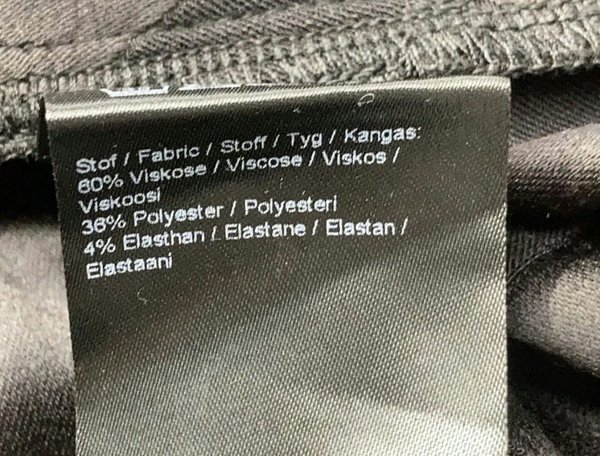 Stof / Fabric / Stoff / Tyg / Kangas:
60% Viskose / Viscose / Viskos /
Viskoosi
36% Polyester / Polyesteri
4% Elasthan / Elastane / Elastan /
Elastaani